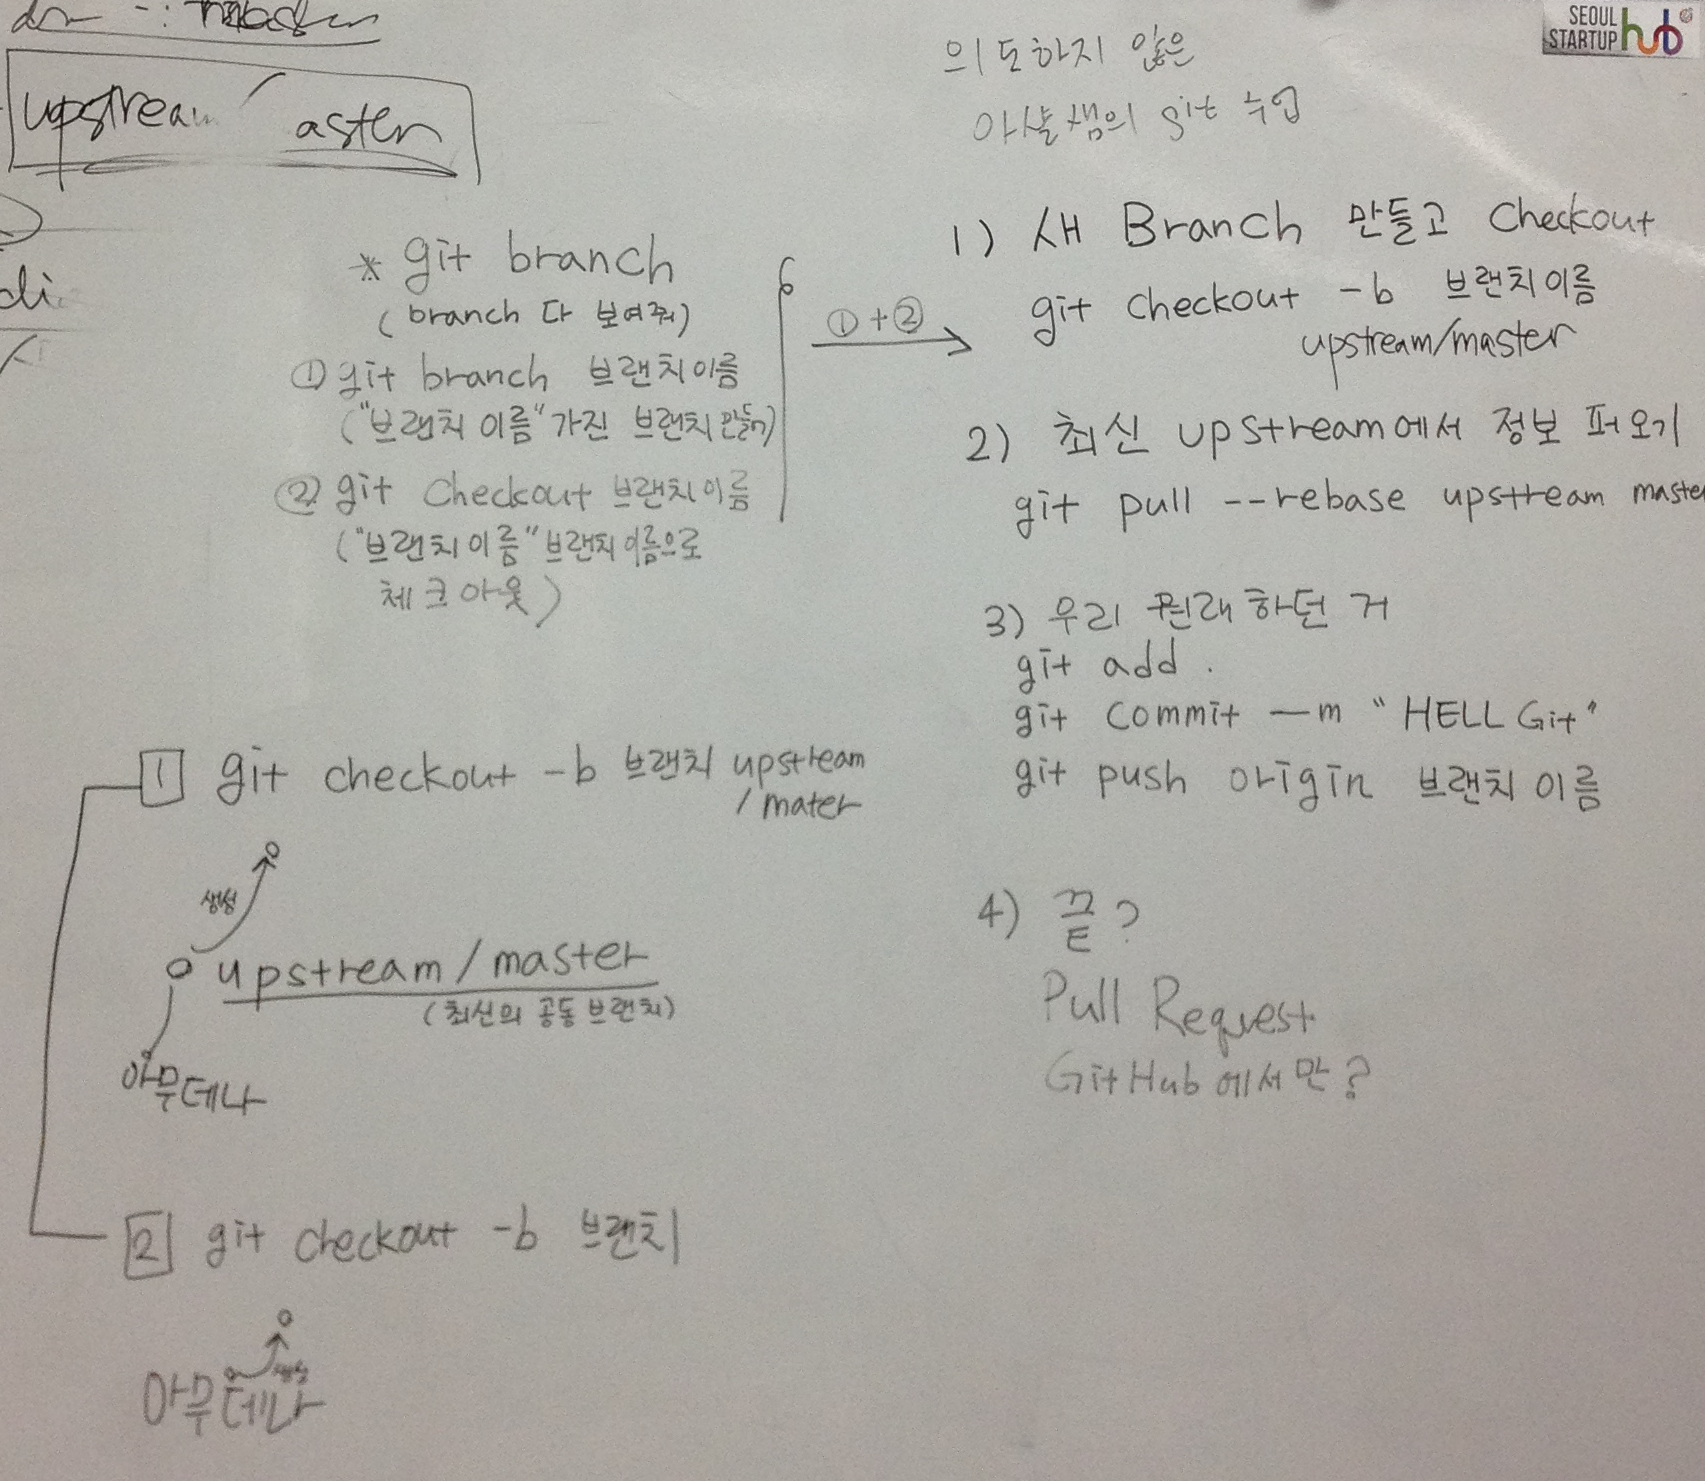 upstream / aster
di
SEOUL
STARTUP hub
의도하지 않은
아샬샘의 git 수업
* git branch
(branch 다 보여줘)
① git branch 브랜치이름
("브랜치 이름" 가진 브랜치 만들기)
② git checkout 브랜치이름
("브랜치이름" 브랜치이름으로
체크아웃)
①+②
1) 새 Branch 만들고 Checkout
git checkout -b 브랜치이름
upstream/master
2) 최신 upstream에서 정보 퍼오기
git pull --rebase upstream master
3) 우리 원래 하던 거
git add .
git commit -m "HELL Git"
git push origin 브랜치 이름
4) 끝?
Pull Request
GitHub에서만?
1 git checkout -b 브랜치 upstream
/mater
생성
upstream/master
(최신의 공동 브랜치)
아무데나
2 git checkout -b 브랜치
생성
아무데나